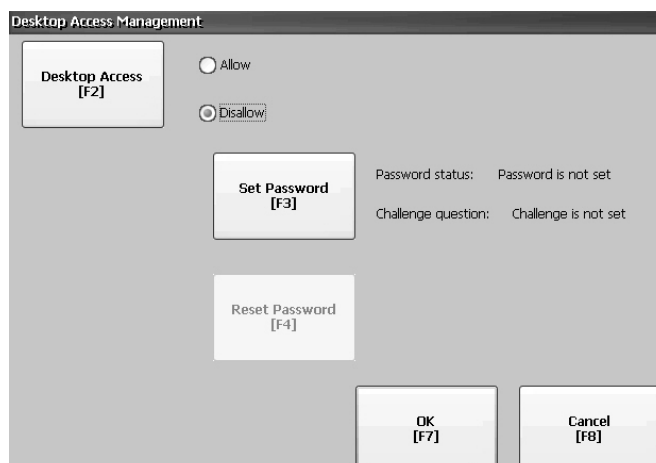 Desktop Access Management
Desktop Access
[F2]
Allow
Disallow
Set Password
[F3]
Password status: Password is not set
Challenge question: Challenge is not set
Reset Password
[F4]
OK
[F7]
Cancel
[F8]